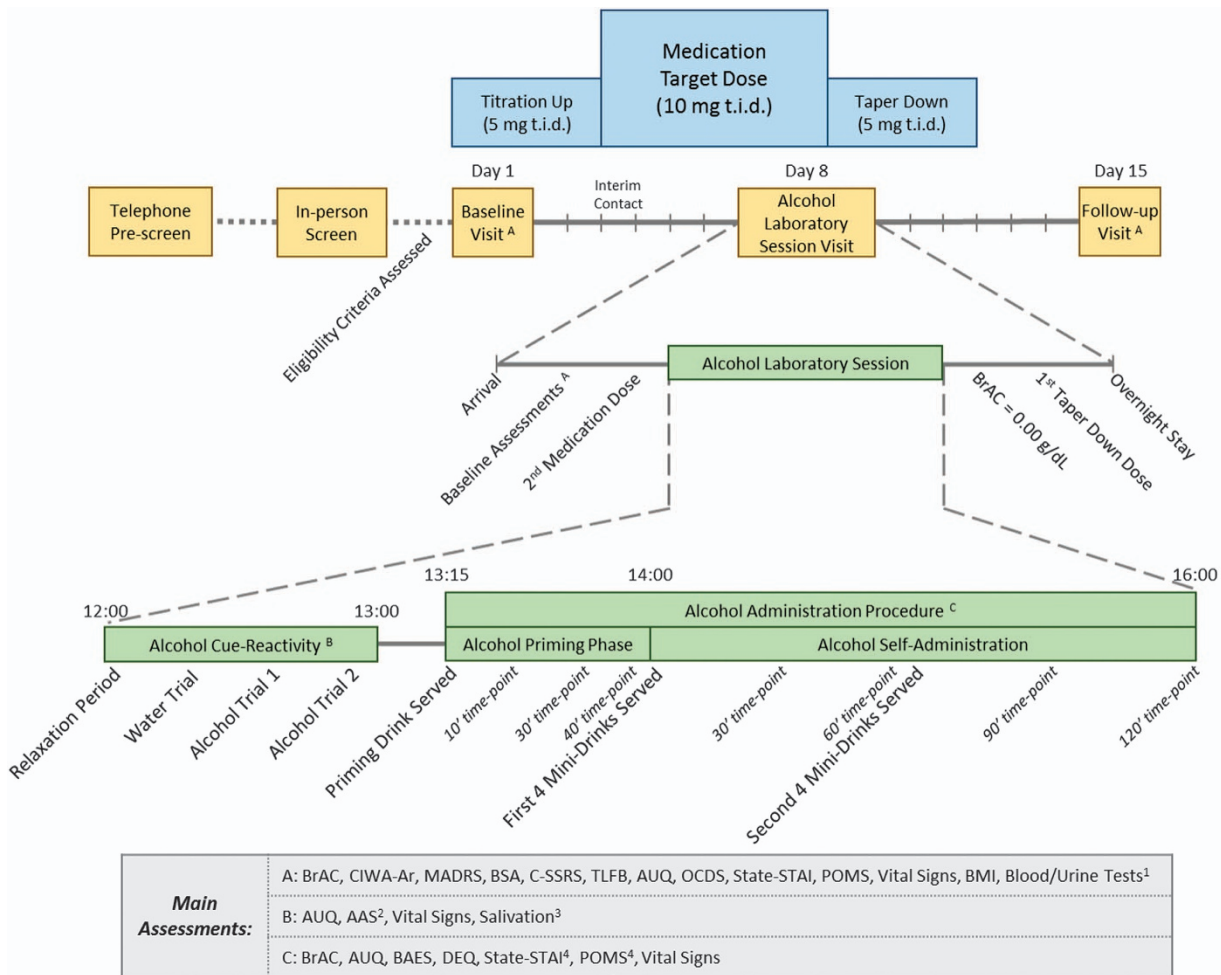 Medication
Target Dose
(10 mg t.i.d.)
Titration Up
(5 mg t.i.d.)
Taper Down
(5 mg t.i.d.)
Day 1
Day 8
Day 15
Interim
Contact
Telephone
Pre-screen
In-person
Screen
Baseline
Visit A
Alcohol
Laboratory
Session Visit
Follow-up
Visit A
Eligibility Criteria Assessed
Alcohol Laboratory Session
Arrival
Baseline Assessments A
2nd Medication Dose
BrAC = 0.00 g/dL
1st Taper Down Dose
Overnight Stay
12:00
13:00
13:15
14:00
16:00
Alcohol Administration Procedure C
Alcohol Cue-Reactivity B
Alcohol Priming Phase
Alcohol Self-Administration
Relaxation Period
Water Trial
Alcohol Trial 1
Alcohol Trial 2
Priming Drink Served
10' time-point
30' time-point
40' time-point
First 4 Mini-Drinks Served
30' time-point
60' time-point
Second 4 Mini-Drinks Served
90' time-point
120' time-point
Main
Assessments:
A: BrAC, CIWA-Ar, MADRS, BSA, C-SSRS, TLFB, AUQ, OCDS, State-STAI, POMS, Vital Signs, BMI, Blood/Urine Tests1
B: AUQ, AAS2, Vital Signs, Salivation3
C: BrAC, AUQ, BAES, DEQ, State-STAI4, POMS4, Vital Signs